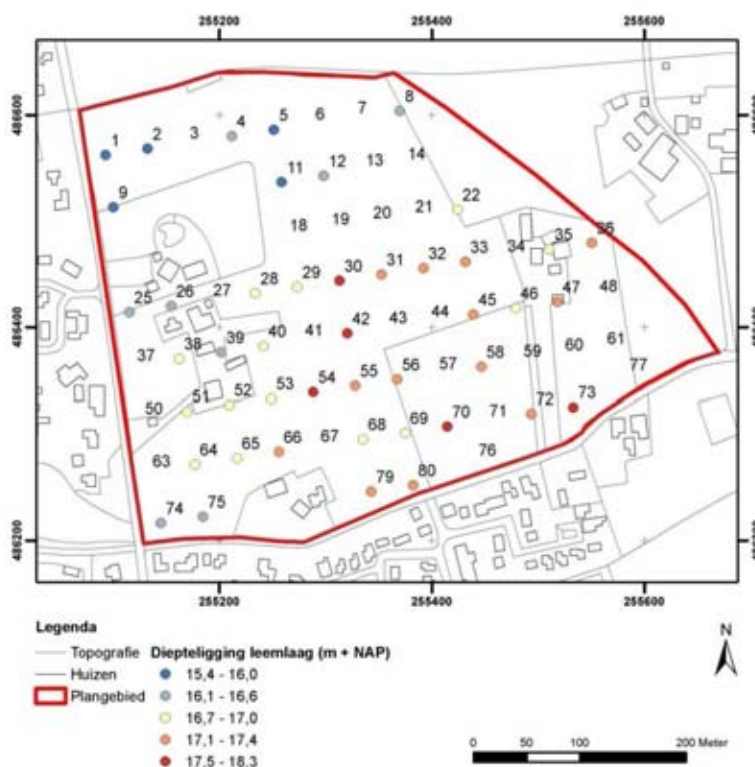 255200 255400 255600
486600 486600
486400 486400
486200 486200
1 2 3 4 5 6 7 8
9 11 12 13 14
18 19 20 21 22
25 26 27 28 29 30 31 32 33 34 35 36
37 38 39 40 41 42 43 44 45 46 47 48
50 51 52 53 54 55 56 57 58 59 60 61
63 64 65 66 67 68 69 70 71 72 73 77
74 75 79 80 76
255200 255400 255600
Legenda
Topografie Diepteligging leemlaag (m + NAP)
Huizen 15,4 - 16,0
Plangebied 16,1 - 16,6
16,7 - 17,0
17,1 - 17,4
17,5 - 18,3
N
0 50 100 200 Meter